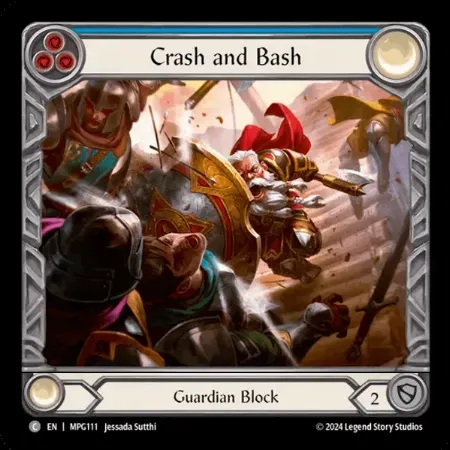 Crash and Bash
Guardian Block
2
C EN | MPG111 Jessada Sutthi
© 2024 Legend Story Studios